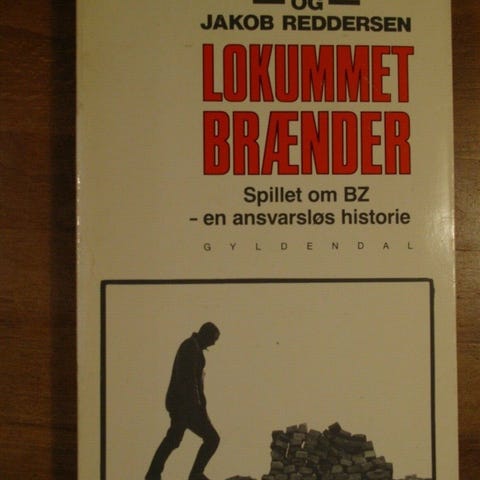 OG
JAKOB REDDERSEN
LOKUMMET
BRÆNDER
Spillet om BZ
- en ansvarsløs historie
GYLDENDAL